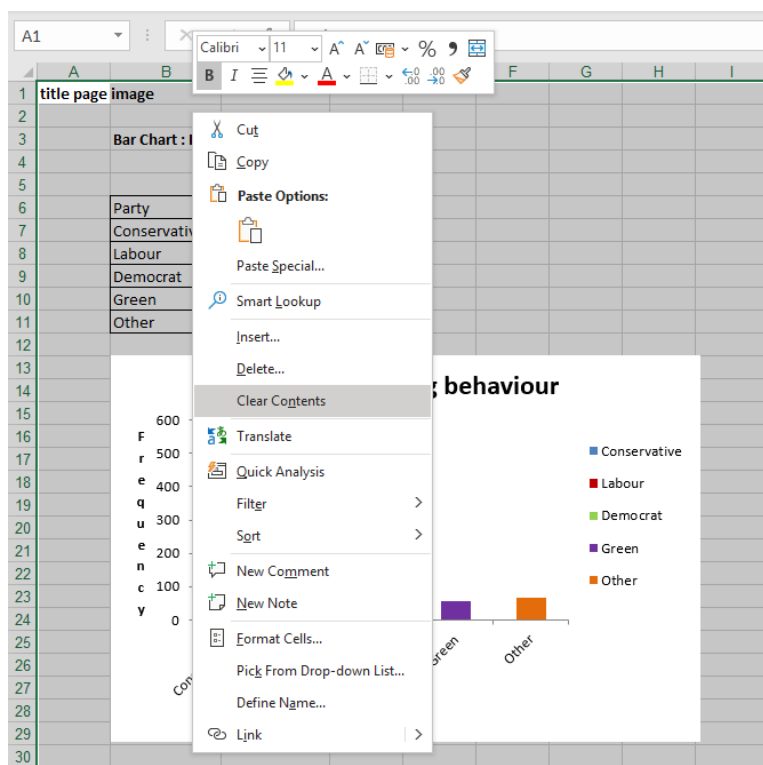 A1
Calibri 11 A^ A˅ % 9
B I A .00 .00
A B F G H I
1 title page image
2
3 Bar Chart :
4
5
6 Party
7
8 Labour
9 Democrat
10 Green
11 Other
12
13
14
15
16
17
18
19
20
21
22
23
24
25
26
27
28
29
30
Cut
Copy
Paste Options:
Paste Special...
Smart Lookup
Insert...
Delete...
Clear Contents
Translate
Quick Analysis
Filter
Sort
New Comment
New Note
Format Cells...
Pick From Drop-down List...
Define Name...
Link
behaviour
Frequency
600
500
400
300
200
100
0
Other
Conservative
Labour
Democrat
Green
Other